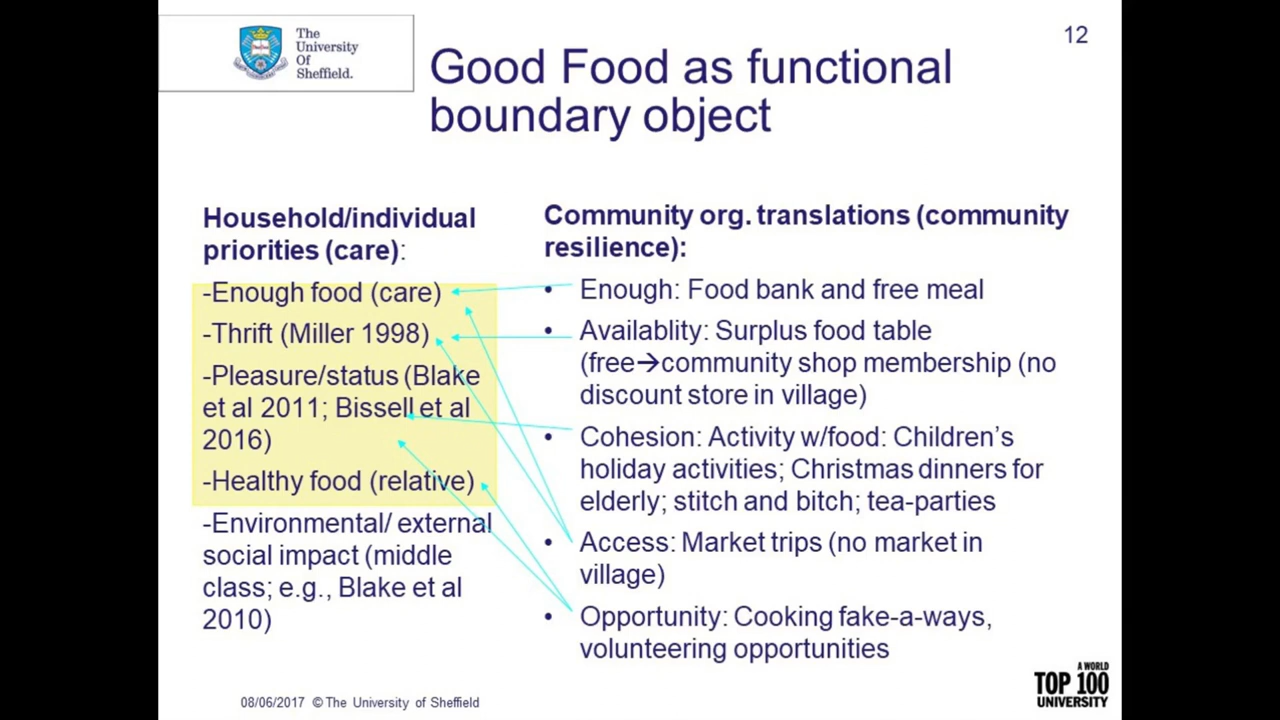 The
University
Of
Sheffield.
12
Good Food as functional
boundary object
Household/individual
priorities (care):
-Enough food (care)
-Thrift (Miller 1998)
-Pleasure/status (Blake
et al 2011; Bissell et al
2016)
-Healthy food (relative)
-Environmental/ external
social impact (middle
class; e.g., Blake et al
2010)
Community org. translations (community
resilience):
• Enough: Food bank and free meal
• Availablity: Surplus food table
(free→community shop membership (no
discount store in village)
• Cohesion: Activity w/food: Children’s
holiday activities; Christmas dinners for
elderly; stitch and bitch; tea-parties
• Access: Market trips (no market in
village)
• Opportunity: Cooking fake-a-ways,
volunteering opportunities
08/06/2017 © The University of Sheffield
A WORLD
TOP 100
UNIVERSITY